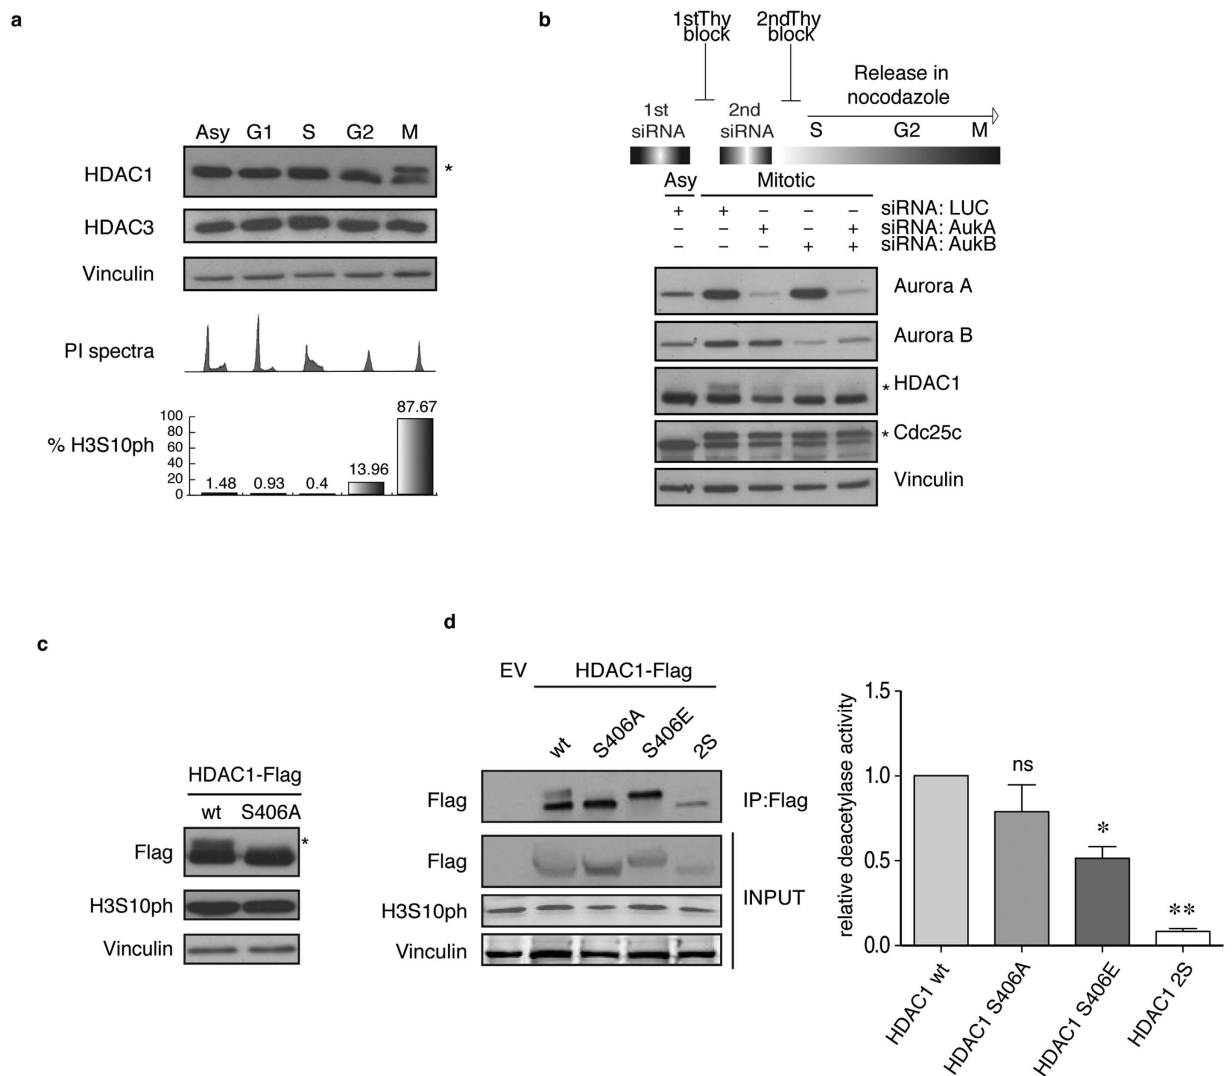 a
Asy G1 S G2 M
HDAC1
*
HDAC3
Vinculin
PI spectra
% H3S10ph
100
80
60
40
20
0
1.48 0.93 0.4 13.96 87.67
b
1stThy
block
2ndThy
block
Release in
nocodazole
1st
siRNA
2nd
siRNA
S G2 M
Asy Mitotic
+ + – – – siRNA: LUC
– – + – + siRNA: AukA
– – – + + siRNA: AukB
Aurora A
Aurora B
* HDAC1
* Cdc25c
Vinculin
c
HDAC1-Flag
wt S406A
Flag
*
H3S10ph
Vinculin
d
EV HDAC1-Flag
wt S406A S406E 2S
Flag IP:Flag
Flag
H3S10ph
Vinculin
INPUT
relative deacetylase activity
1.5
1.0
0.5
0.0
ns
*
**
HDAC1 wt
HDAC1 S406A
HDAC1 S406E
HDAC1 2S